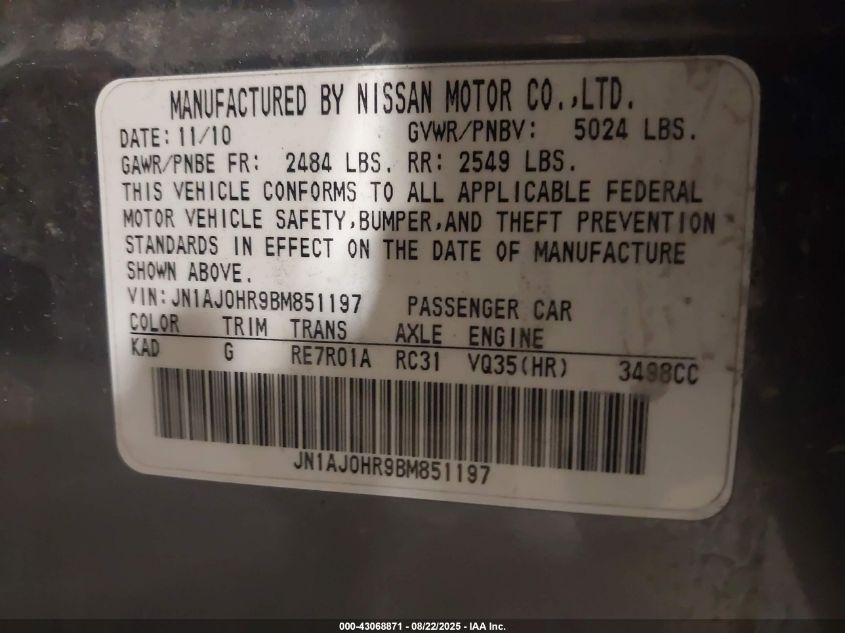 MANUFACTURED BY NISSAN MOTOR CO.,LTD.
DATE: 11/10 GVWR/PNBV: 5024 LBS.
GAWR/PNBE FR: 2484 LBS. RR: 2549 LBS.
THIS VEHICLE CONFORMS TO ALL APPLICABLE FEDERAL
MOTOR VEHICLE SAFETY,BUMPER,AND THEFT PREVENTION
STANDARDS IN EFFECT ON THE DATE OF MANUFACTURE
SHOWN ABOVE.
VIN: JN1AJ0HR9BM851197 PASSENGER CAR
COLOR TRIM TRANS AXLE ENGINE
KAD G RE7R01A RC31 VQ35(HR) 3498CC
JN1AJ0HR9BM851197
000-43068871 - 08/22/2025 - IAA Inc.